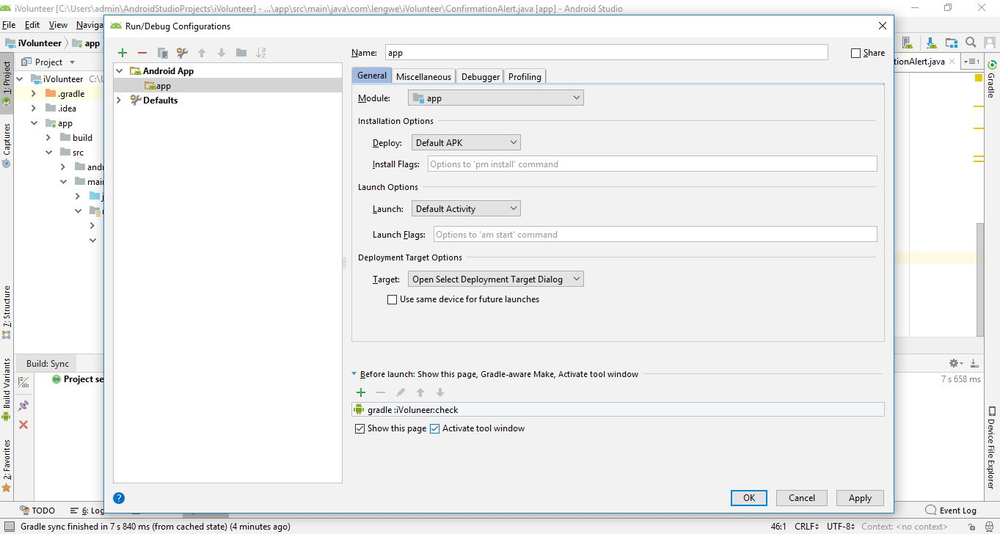 iVolunteer [C:\Users\admin\AndroidStudioProjects\iVolunteer] - ...\app\src\main\java\com\lengwe\iVolunteer\ConfirmationAlert.java [app] - Android Studio
File Edit View Naviga
iVolunteer app
Run/Debug Configurations
Project
iVolunteer C:\U
.gradle
.idea
app
build
src
and
main
1: Project
Captures
7: Structure
Build Variants
2: Favorites
Android App
app
Defaults
Name: app
Share
General Miscellaneous Debugger Profiling
Module: app
Installation Options
Deploy: Default APK
Install Flags: Options to 'pm install' command
Launch Options
Launch: Default Activity
Launch Flags: Options to 'am start' command
Deployment Target Options
Target: Open Select Deployment Target Dialog
Use same device for future launches
Before launch: Show this page, Gradle-aware Make, Activate tool window
gradle :iVoluneer:check
Show this page Activate tool window
OK Cancel Apply
tionAlert.java
1
Gradle
Device File Explorer
Build: Sync
OK Project se
7 s 658 ms
TODO 6: Log
Event Log
Gradle sync finished in 7 s 840 ms (from cached state) (4 minutes ago)
46:1 CRLF UTF-8 Context: <no context>